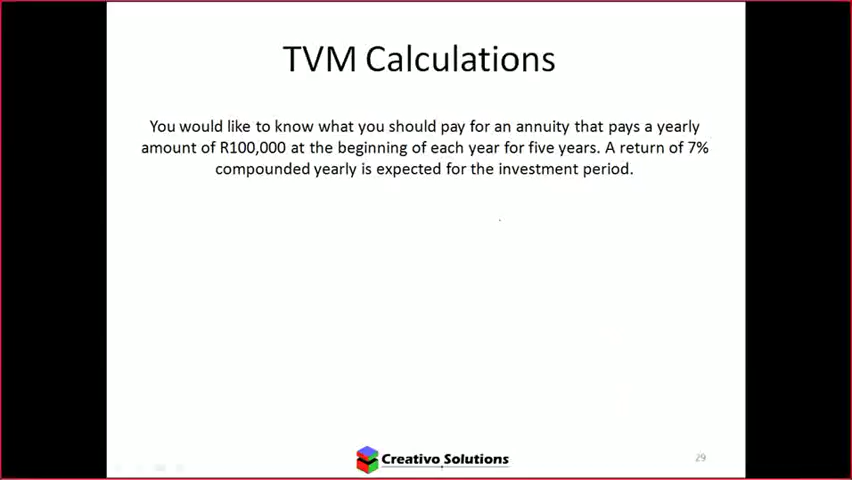 TVM Calculations
You would like to know what you should pay for an annuity that pays a yearly
amount of R100,000 at the beginning of each year for five years. A return of 7%
compounded yearly is expected for the investment period.
Creativo Solutions
29